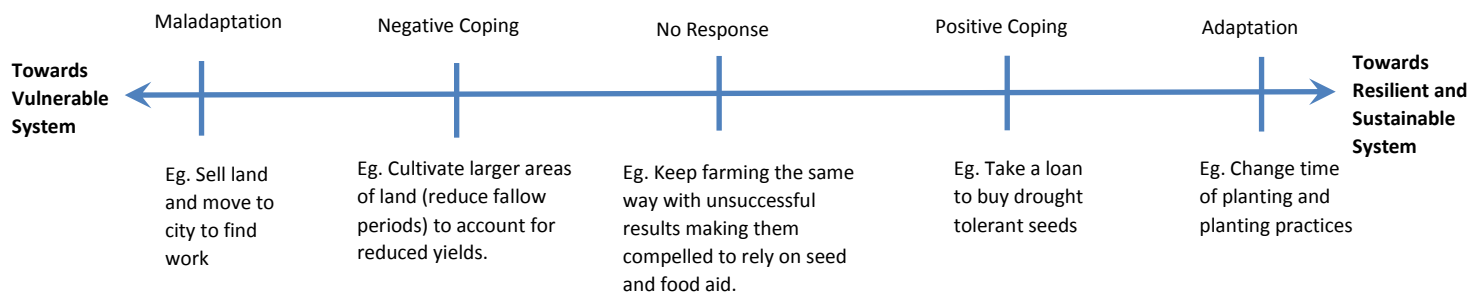 Maladaptation
Negative Coping
No Response
Positive Coping
Adaptation
Towards
Vulnerable
System
Towards
Resilient and
Sustainable
System
Eg. Sell land
and move to
city to find
work
Eg. Cultivate larger areas
of land (reduce fallow
periods) to account for
reduced yields.
Eg. Keep farming the same
way with unsuccessful
results making them
compelled to rely on seed
and food aid.
Eg. Take a loan
to buy drought
tolerant seeds
Eg. Change time
of planting and
planting practices